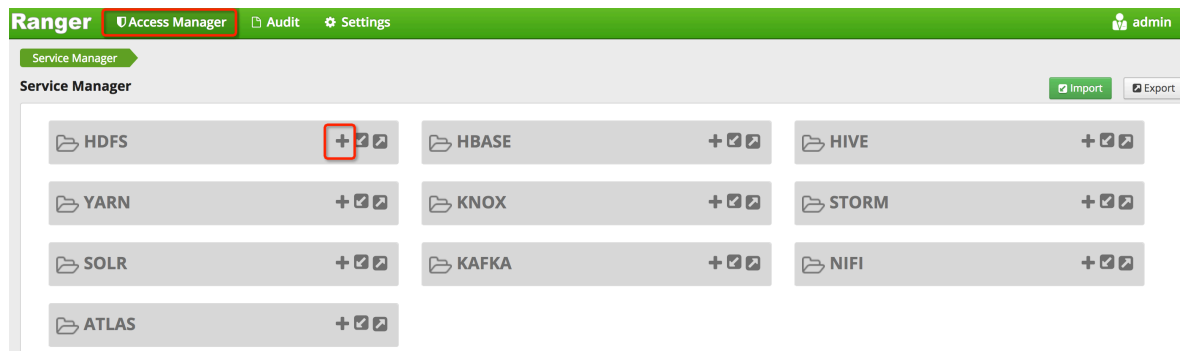 Ranger Access Manager Audit Settings admin
Service Manager
Service Manager Import Export
HDFS HBASE HIVE
YARN KNOX STORM
SOLR KAFKA NIFI
ATLAS